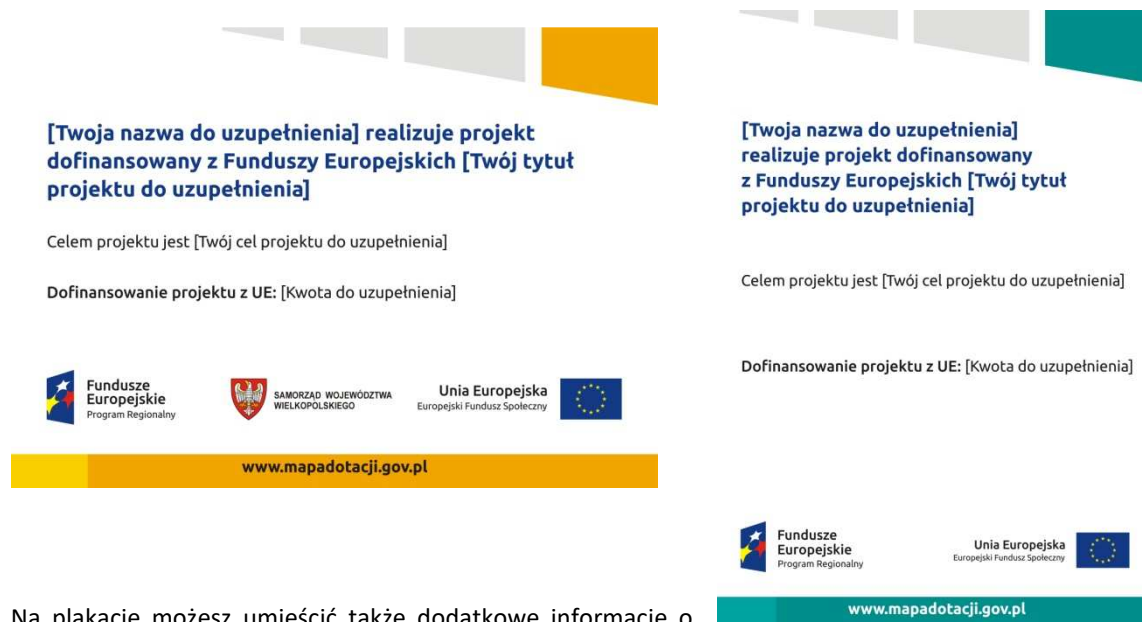 [Twoja nazwa do uzupełnienia] realizuje projekt
dofinansowany z Funduszy Europejskich [Twój tytuł
projektu do uzupełnienia]
Celem projektu jest [Twój cel projektu do uzupełnienia]
Dofinansowanie projektu z UE: [Kwota do uzupełnienia]
Fundusze
Europejskie
Program Regionalny
SAMORZĄD WOJEWÓDZTWA
WIELKOPOLSKIEGO
Unia Europejska
Europejski Fundusz Społeczny
www.mapadotacji.gov.pl
[Twoja nazwa do uzupełnienia]
realizuje projekt dofinansowany
z Funduszy Europejskich [Twój tytuł
projektu do uzupełnienia]
Celem projektu jest [Twój cel projektu do uzupełnienia]
Dofinansowanie projektu z UE: [Kwota do uzupełnienia]
Fundusze
Europejskie
Program Regionalny
Unia Europejska
Europejski Fundusz Społeczny
www.mapadotacji.gov.pl
Na plakacie możesz umieścić także dodatkowe informacje o